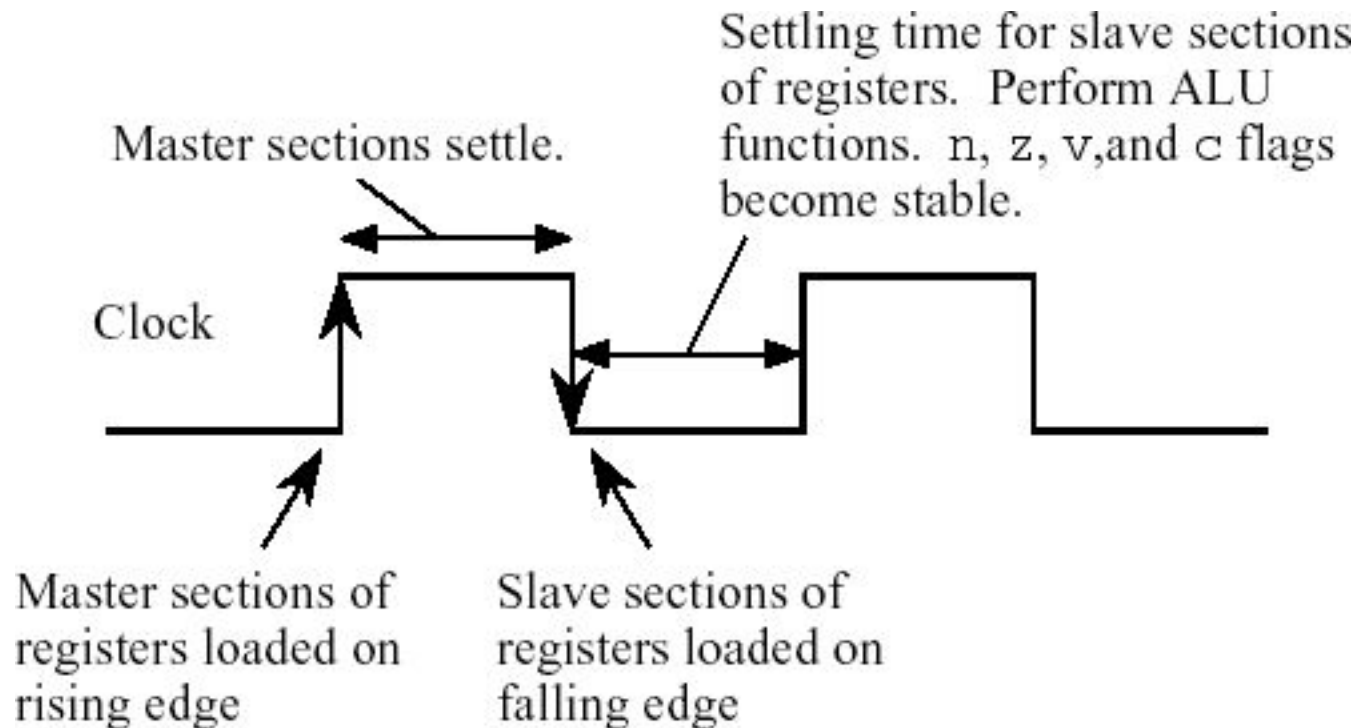 Settling time for slave sections
of registers. Perform ALU
functions. n, z, v,and c flags
become stable.
Master sections settle.
Clock
Master sections of
registers loaded on
rising edge
Slave sections of
registers loaded on
falling edge